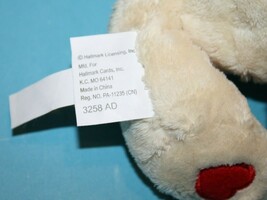 © Hallmark Licensing, Inc.
Mfd. For
Hallmark Cards, Inc.
K.C. MO 64141
Made in China
Reg. NO. PA-11235 (CN)
3258 AD